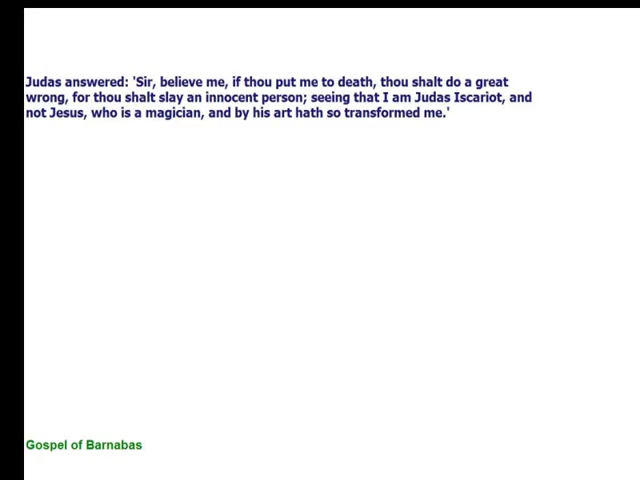 Judas answered: 'Sir, believe me, if thou put me to death, thou shalt do a great
wrong, for thou shalt slay an innocent person; seeing that I am Judas Iscariot, and
not Jesus, who is a magician, and by his art hath so transformed me.'
Gospel of Barnabas